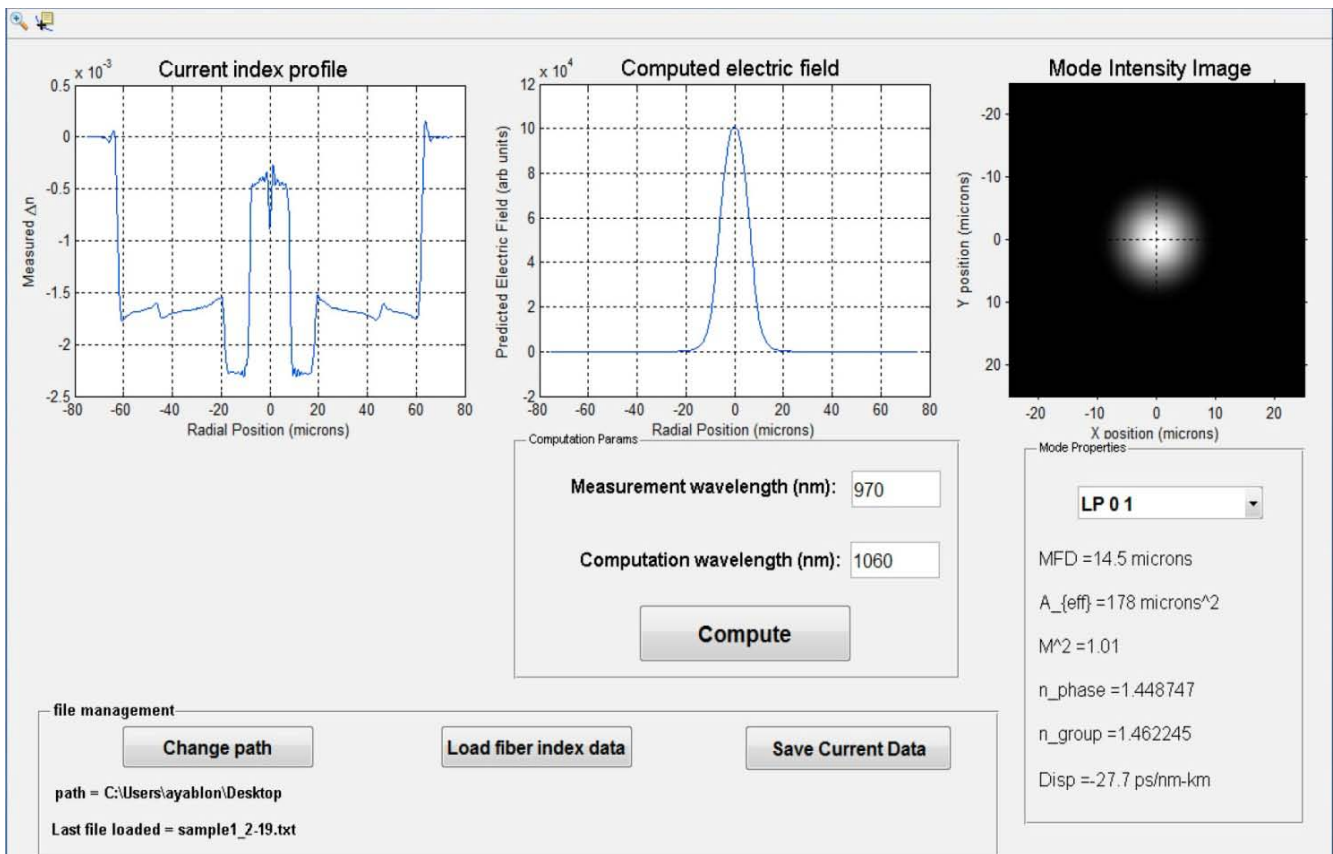 Current index profile
x 10^-3
0.5
0
-0.5
-1
-1.5
-2
-2.5
Measured Δn
-80 -60 -40 -20 0 20 40 60 80
Radial Position (microns)
Computed electric field
x 10^4
12
10
8
6
4
2
0
-2
Predicted Electric Field (arb units)
-80 -60 -40 -20 0 20 40 60 80
Radial Position (microns)
Mode Intensity Image
-20
-10
0
10
20
Y position (microns)
-20 -10 0 10 20
X position (microns)
Computation Params
Measurement wavelength (nm): 970
Computation wavelength (nm): 1060
Compute
Mode Properties
LP 0 1
MFD =14.5 microns
A_{eff} =178 microns^2
M^2 =1.01
n_phase =1.448747
n_group =1.462245
Disp =-27.7 ps/nm-km
file management
Change path Load fiber index data Save Current Data
path = C:\Users\ayablon\Desktop
Last file loaded = sample1_2-19.txt